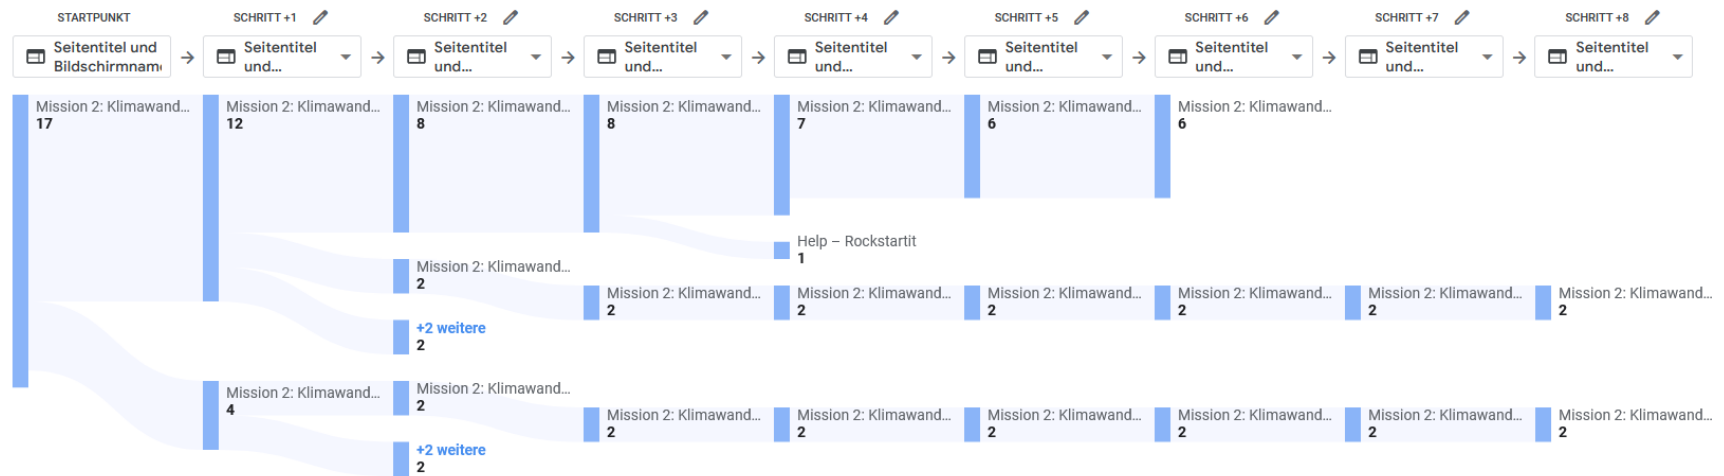 STARTPUNKT
SCHRITT +1
SCHRITT +2
SCHRITT +3
SCHRITT +4
SCHRITT +5
SCHRITT +6
SCHRITT +7
SCHRITT +8
Seitentitel und
Bildschirmname
Seitentitel
und...
Seitentitel
und...
Seitentitel
und...
Seitentitel
und...
Seitentitel
und...
Seitentitel
und...
Seitentitel
und...
Seitentitel
und...
Mission 2: Klimawand...
17
Mission 2: Klimawand...
12
Mission 2: Klimawand...
8
Mission 2: Klimawand...
8
Mission 2: Klimawand...
7
Mission 2: Klimawand...
6
Mission 2: Klimawand...
6
Help – Rockstartit
1
Mission 2: Klimawand...
2
Mission 2: Klimawand...
2
Mission 2: Klimawand...
2
Mission 2: Klimawand...
2
Mission 2: Klimawand...
2
Mission 2: Klimawand...
2
Mission 2: Klimawand...
2
+2 weitere
2
Mission 2: Klimawand...
4
Mission 2: Klimawand...
2
Mission 2: Klimawand...
2
Mission 2: Klimawand...
2
Mission 2: Klimawand...
2
Mission 2: Klimawand...
2
Mission 2: Klimawand...
2
Mission 2: Klimawand...
2
+2 weitere
2